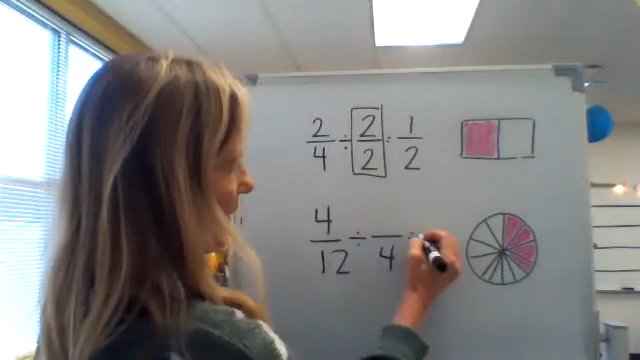 2/4 ÷ 2/2 = 1/2
4/12 ÷ /4